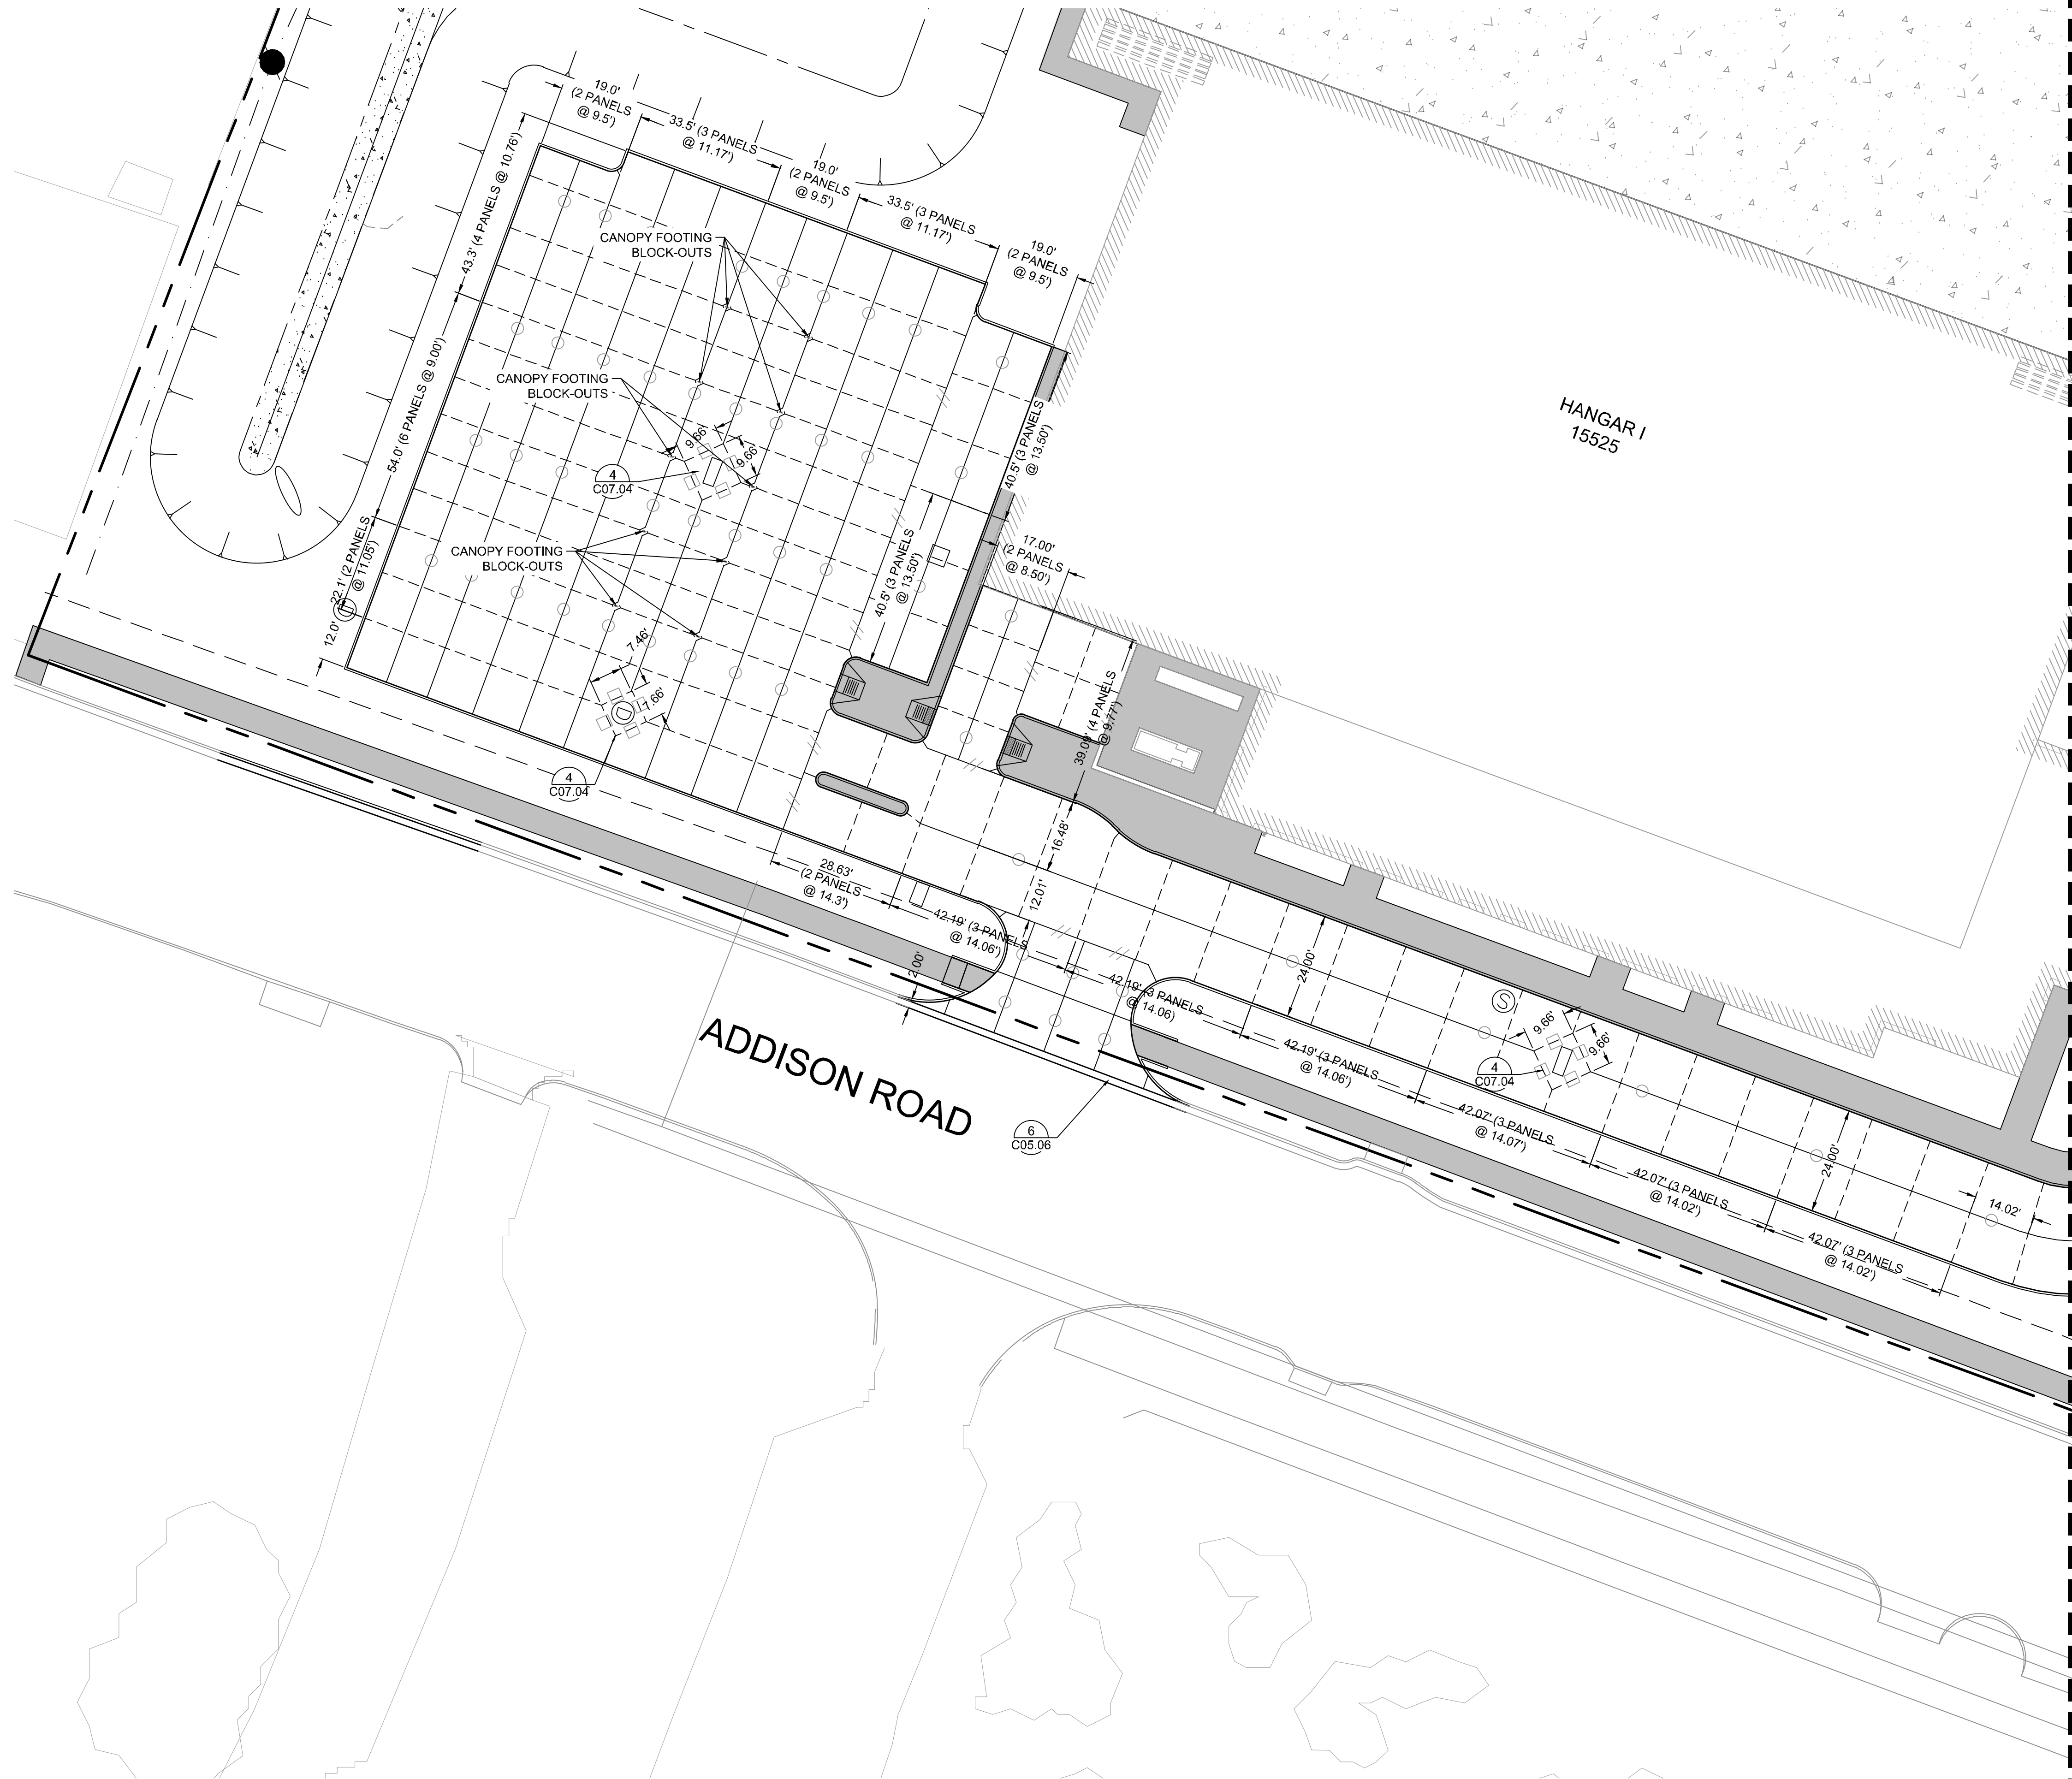 19.0'
(2 PANELS
@ 9.5')
33.5' (3 PANELS
@ 11.17')
19.0'
(2 PANELS
@ 9.5')
33.5' (3 PANELS
@ 11.17')
19.0'
(2 PANELS
@ 9.5')
43.3' (4 PANELS @ 10.76')
CANOPY FOOTING
BLOCK-OUTS
CANOPY FOOTING
BLOCK-OUTS
54.0' (6 PANELS @ 9.00')
9.66'
9.66'
4
C07.04
40.5' (3 PANELS
@ 13.50')
HANGAR I
15525
CANOPY FOOTING
BLOCK-OUTS
22.1' (2 PANELS
@ 11.05')
12.0'
40.5' (3 PANELS
@ 13.50')
17.00'
(2 PANELS
@ 8.50')
7.46'
7.66'
4
C07.04
39.09' (4 PANELS
@ 9.77')
16.48'
12.01'
28.63'
(2 PANELS
@ 14.3')
42.19' (3 PANELS
@ 14.06')
2.00'
42.19' (3 PANELS
@ 14.06)
24.00'
S
9.66'
9.66'
4
C07.04
42.19' (3 PANELS
@ 14.06')
ADDISON ROAD
6
C05.06
42.07' (3 PANELS
@ 14.07')
24.00'
42.07' (3 PANELS
@ 14.02')
14.02'
42.07' (3 PANELS
@ 14.02')